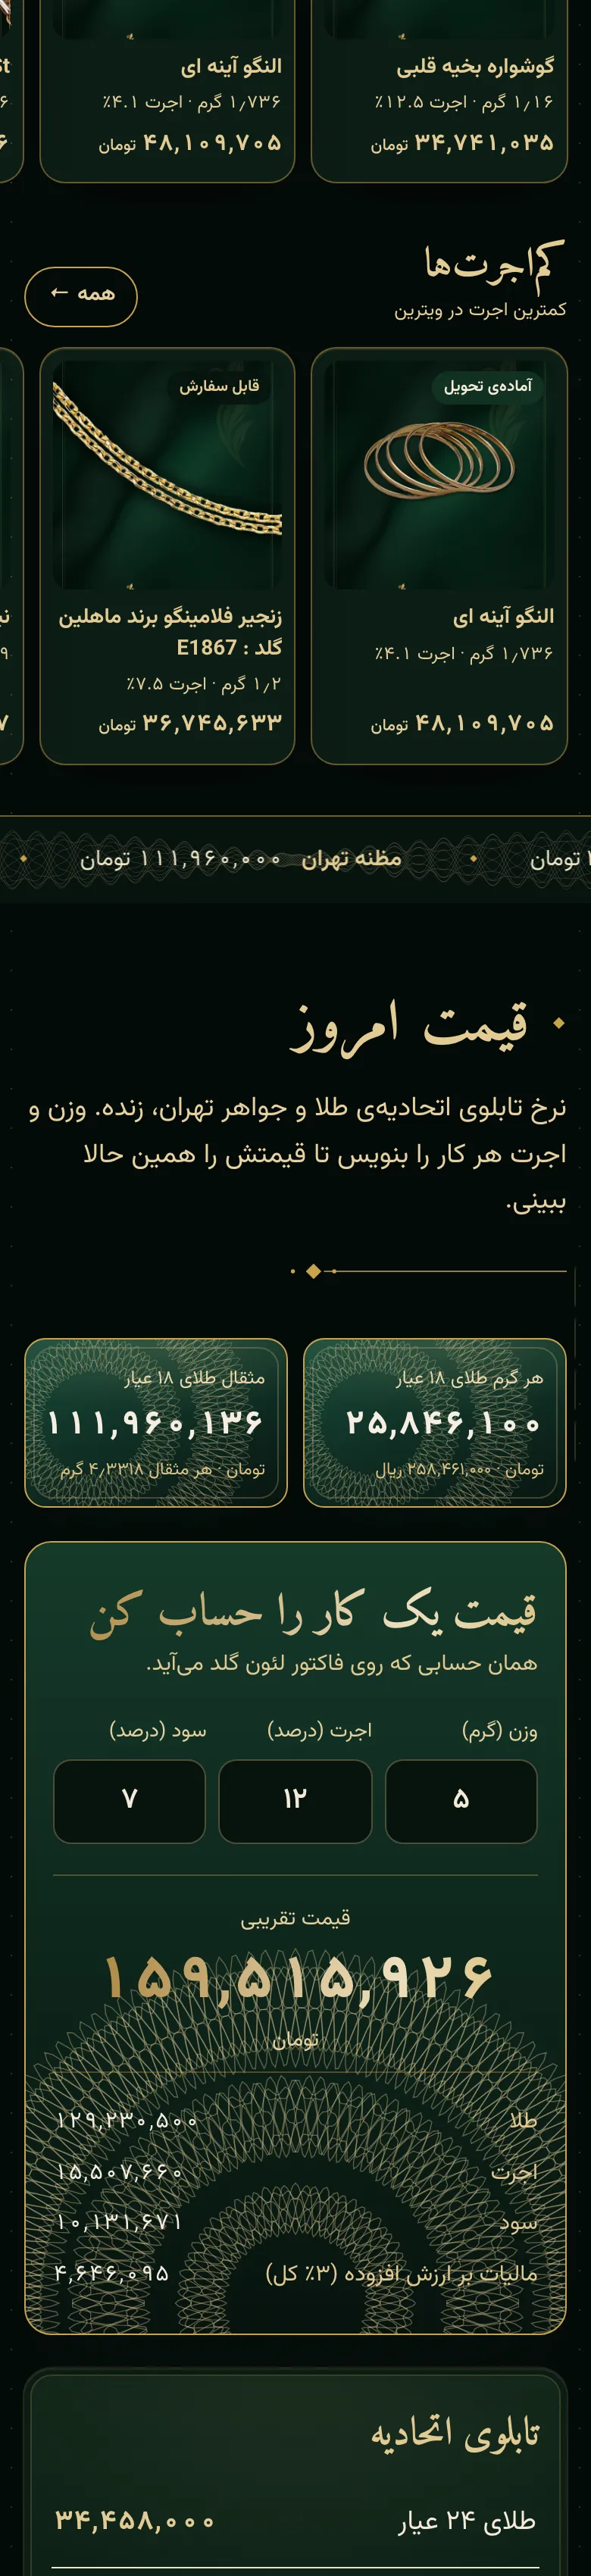 گوشواره بخیه قلبی
۱٫۱۶ گرم · اجرت ۱۲.۵٪
۳۴,۷۴۱,۰۳۵ تومان
النگو آینه ای
۱٫۷۳۶ گرم · اجرت ۴.۱٪
۴۸,۱۰۹,۷۰۵ تومان
کم‌اجرت‌ها
کمترین اجرت در ویترین
همه ←
آماده‌ی تحویل
النگو آینه ای
۱٫۷۳۶ گرم · اجرت ۴.۱٪
۴۸,۱۰۹,۷۰۵ تومان
قابل سفارش
زنجیر فلامینگو برند ماهلین
گلد : E1867
۱٫۲ گرم · اجرت ۷.۵٪
۳۶,۷۴۵,۶۳۳ تومان
تومان
مظنه تهران ۱۱۱,۹۶۰,۰۰۰ تومان
قیمت امروز
نرخ تابلوی اتحادیه‌ی طلا و جواهر تهران، زنده. وزن و
اجرت هر کار را بنویس تا قیمتش را همین حالا
ببینی.
هر گرم طلای ۱۸ عیار
۲۵,۸۴۶,۱۰۰
تومان · ۲۵۸,۴۶۱,۰۰۰ ریال
مثقال طلای ۱۸ عیار
۱۱۱,۹۶۰,۱۳۶
تومان · هر مثقال ۴٫۳۳۱۸ گرم
قیمت یک کار را حساب کن
همان حسابی که روی فاکتور لئون گلد می‌آید.
وزن (گرم) اجرت (درصد) سود (درصد)
۵ ۱۲ ۷
قیمت تقریبی
۱۵۹,۵۱۵,۹۲۶
تومان
طلا ۱۲۹,۲۳۰,۵۰۰
اجرت ۱۵,۵۰۷,۶۶۰
سود ۱۰,۱۳۱,۶۷۱
مالیات بر ارزش افزوده (۳٪ کل) ۴,۶۴۶,۰۹۵
تابلوی اتحادیه
طلای ۲۴ عیار ۳۴,۴۵۸,۰۰۰